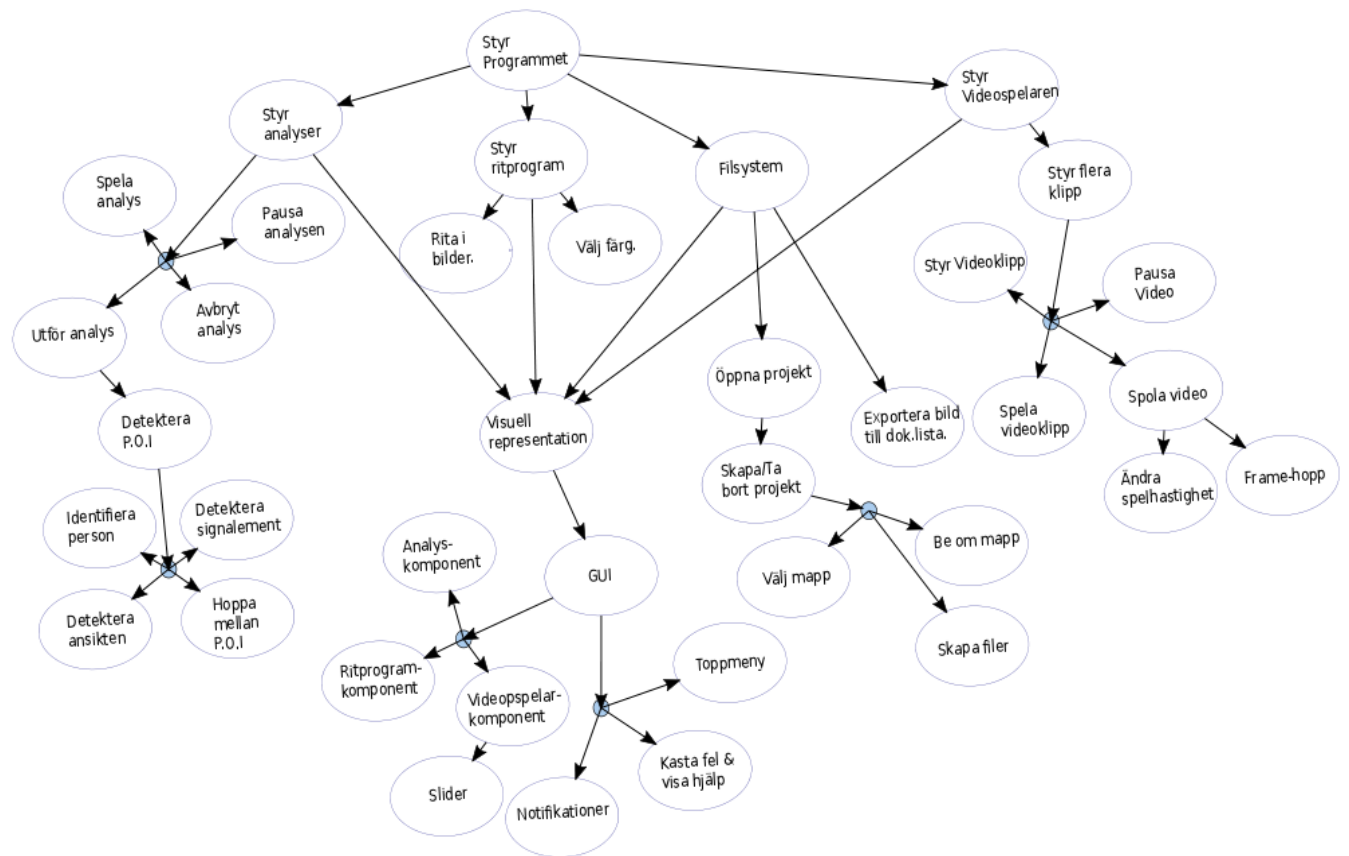 Styr
Programmet
Styr
analyser
Styr
ritprogram
Filsystem
Styr
Videospelaren
Spela
analys
Pausa
analysen
Rita i
bilder.
Välj färg.
Styr flera
klipp
Utför analys
Avbryt
analys
Styr Videoklipp
Pausa
Video
Detektera
P.O.I
Visuell
representation
Öppna projekt
Exportera bild
till dok.lista.
Spela
videoklipp
Spola video
Ändra
spelhastighet
Frame-hopp
Skapa/Ta
bort projekt
Identifiera
person
Detektera
signalement
Detektera
ansikten
Hoppa
mellan
P.O.I
Analys-
komponent
GUI
Välj mapp
Be om mapp
Skapa filer
Ritprogram-
komponent
Videopspelar-
komponent
Toppmeny
Slider
Notifikationer
Kasta fel &
visa hjälp